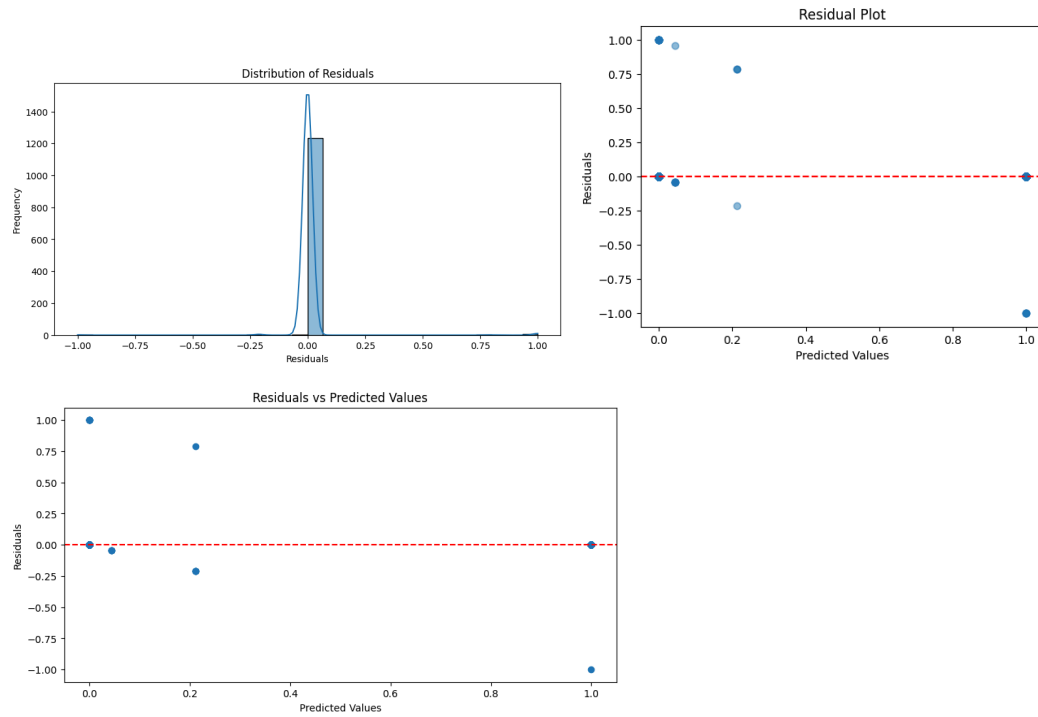 Distribution of Residuals
1400
1200
1000
800
600
400
200
0
Frequency
−1.00 −0.75 −0.50 −0.25 0.00 0.25 0.50 0.75 1.00
Residuals
Residual Plot
1.00
0.75
0.50
0.25
0.00
−0.25
−0.50
−0.75
−1.00
Residuals
0.0 0.2 0.4 0.6 0.8 1.0
Predicted Values
Residuals vs Predicted Values
1.00
0.75
0.50
0.25
0.00
−0.25
−0.50
−0.75
−1.00
Residuals
0.0 0.2 0.4 0.6 0.8 1.0
Predicted Values